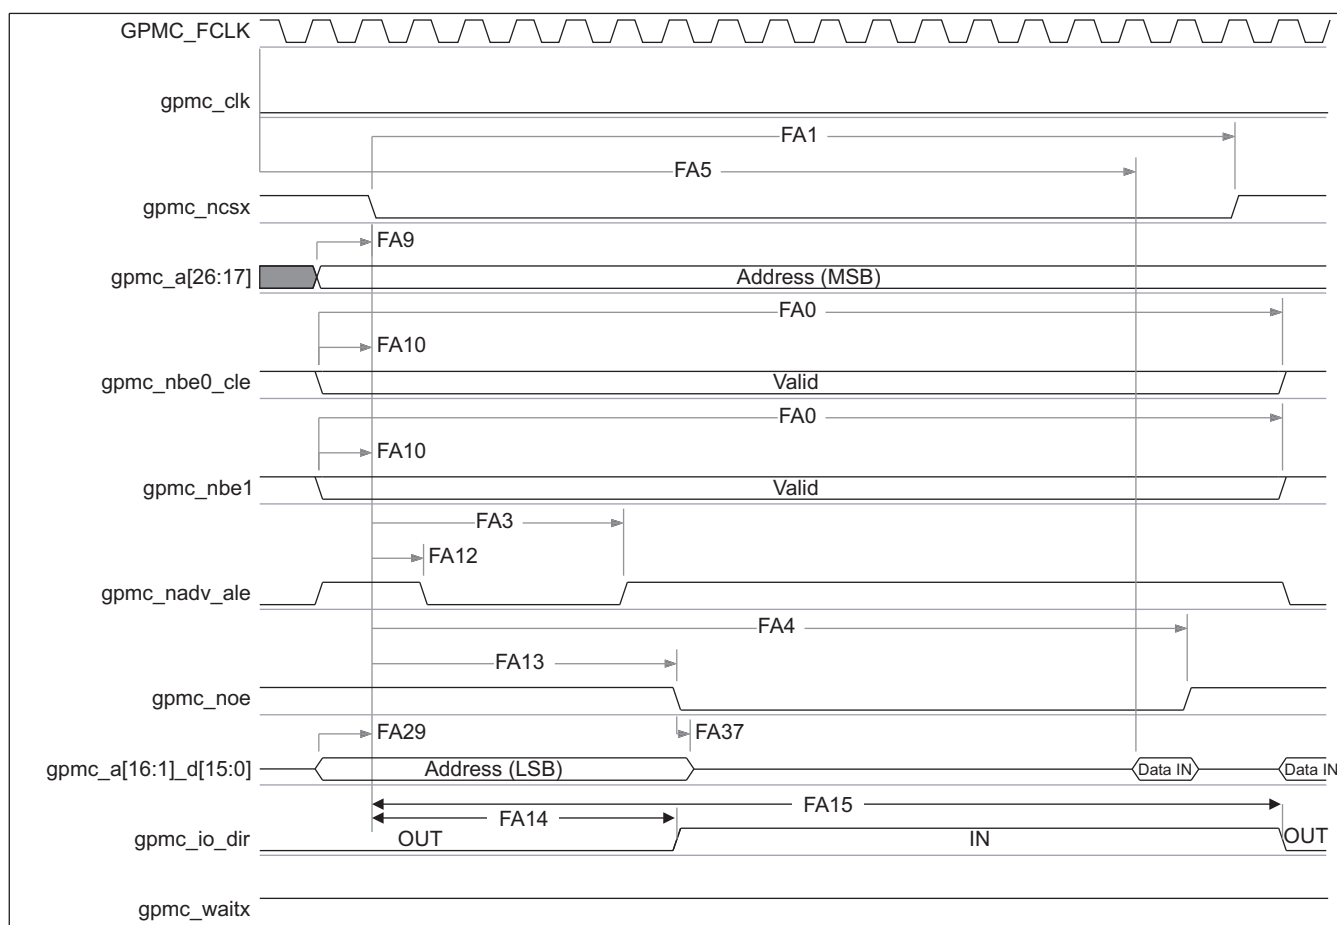 GPMC_FCLK
gpmc_clk
FA1
FA5
gpmc_ncsx
FA9
gpmc_a[26:17] Address (MSB)
FA0
FA10
gpmc_nbe0_cle Valid
FA0
FA10
gpmc_nbe1 Valid
FA3
FA12
gpmc_nadv_ale
FA4
FA13
gpmc_noe
FA29 FA37
gpmc_a[16:1]_d[15:0] Address (LSB) Data IN Data IN
FA15
FA14
gpmc_io_dir OUT IN OUT
gpmc_waitx